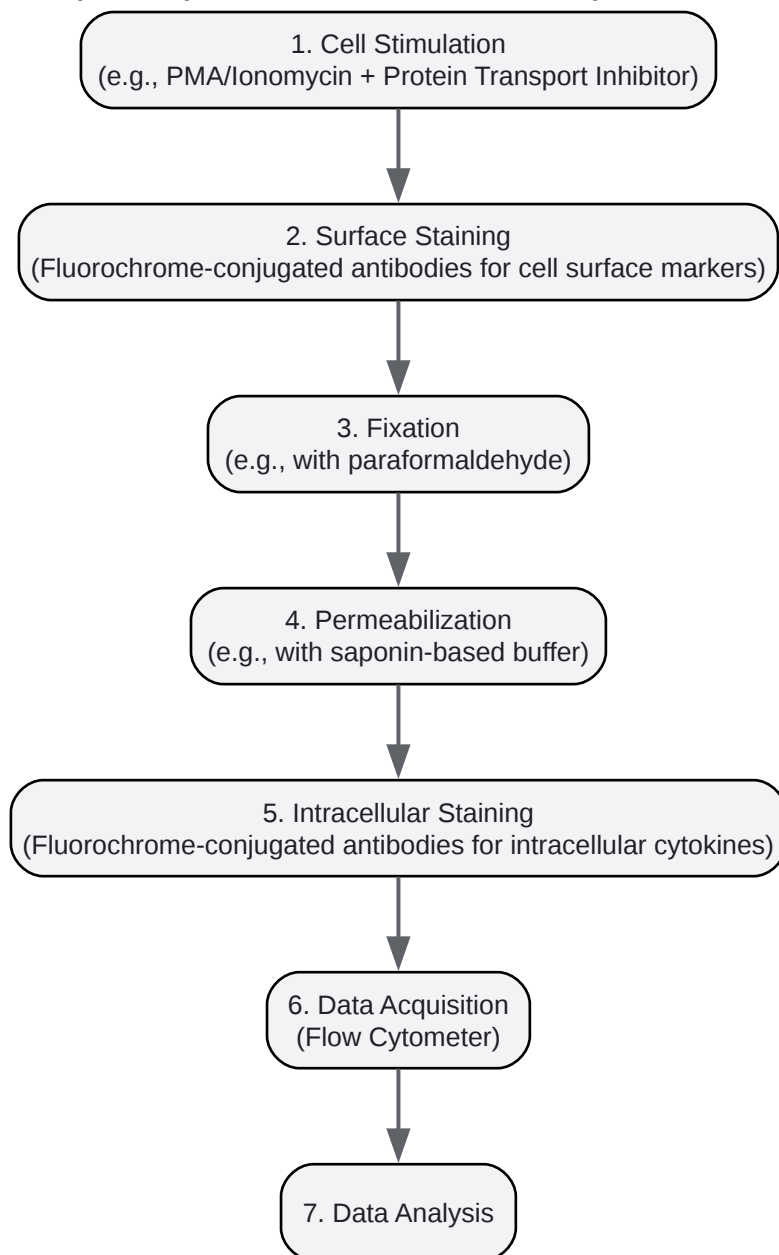 1. Cell Stimulation
(e.g., PMA/Ionomycin + Protein Transport Inhibitor)
2. Surface Staining
(Fluorochrome-conjugated antibodies for cell surface markers)
3. Fixation
(e.g., with paraformaldehyde)
4. Permeabilization
(e.g., with saponin-based buffer)
5. Intracellular Staining
(Fluorochrome-conjugated antibodies for intracellular cytokines)
6. Data Acquisition
(Flow Cytometer)
7. Data Analysis